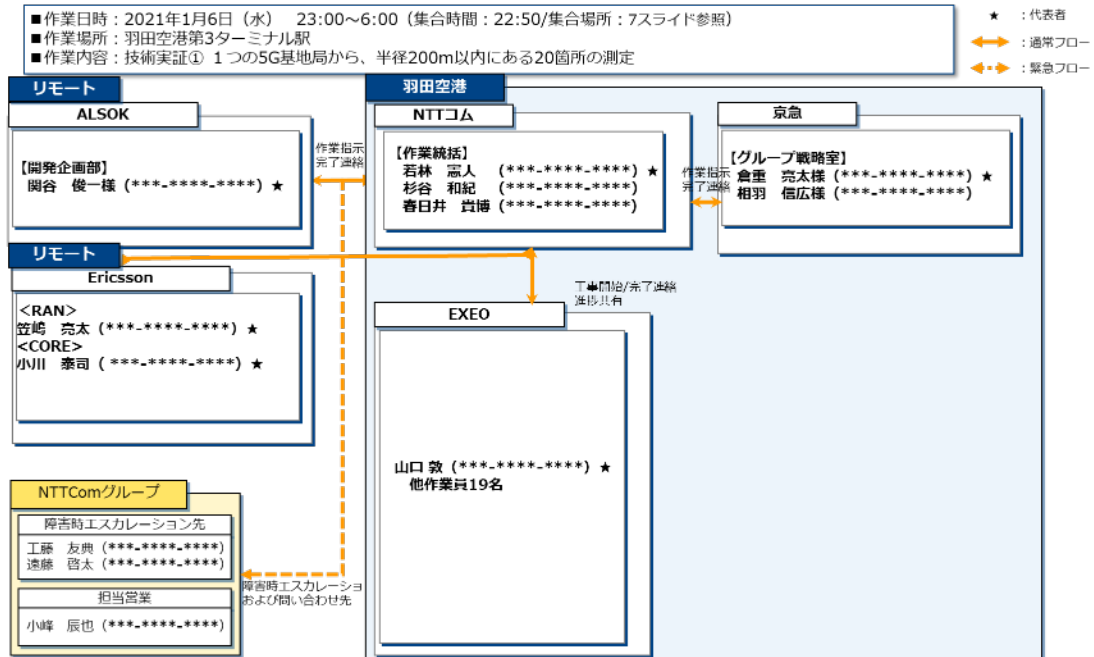 ■作業日時：2021年1月6日（水）　23:00～6:00（集合時間：22:50/集合場所：7スライド参照）
■作業場所：羽田空港第3ターミナル駅
■作業内容：技術実証① １つの5G基地局から、半径200m以内にある20箇所の測定
★ ：代表者
：通常フロー
：緊急フロー
リモート
ALSOK
【開発企画部】
関谷　俊一様 (***-****-****) ★
作業指示
完了連絡
羽田空港
NTTコム
【作業統括】
若林　憲人　(***-****-****) ★
杉谷　和紀　(***-****-****)
春日井　貴博 (***-****-****)
作業指示
完了連絡
京急
【グループ戦略室】
倉重　亮太様 (***-****-****) ★
相羽　信広様 (***-****-****)
リモート
Ericsson
<RAN>
笠嶋　亮太 (***-****-****) ★
<CORE>
小川　泰司 ( ***-****-****) ★
工事開始/完了連絡
進捗共有
EXEO
山口 敦 (***-****-****) ★
他作業員19名
NTTComグループ
障害時エスカレーション先
工藤　友典 (***-****-****)
遠藤　啓太 (***-****-****)
担当営業
小峰　辰也 (***-****-****)
障害時エスカレーショ
および問い合わせ先